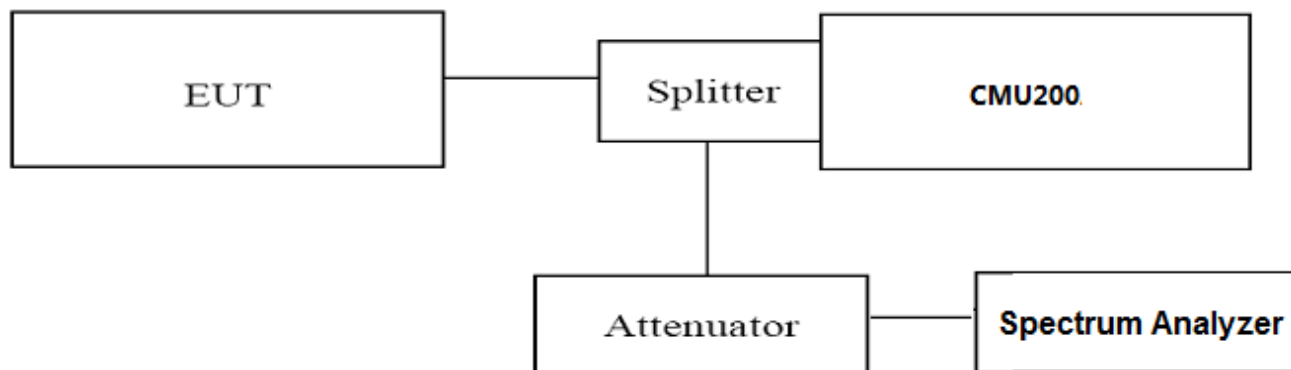 EUT
Splitter
CMU200
Attenuator
Spectrum Analyzer